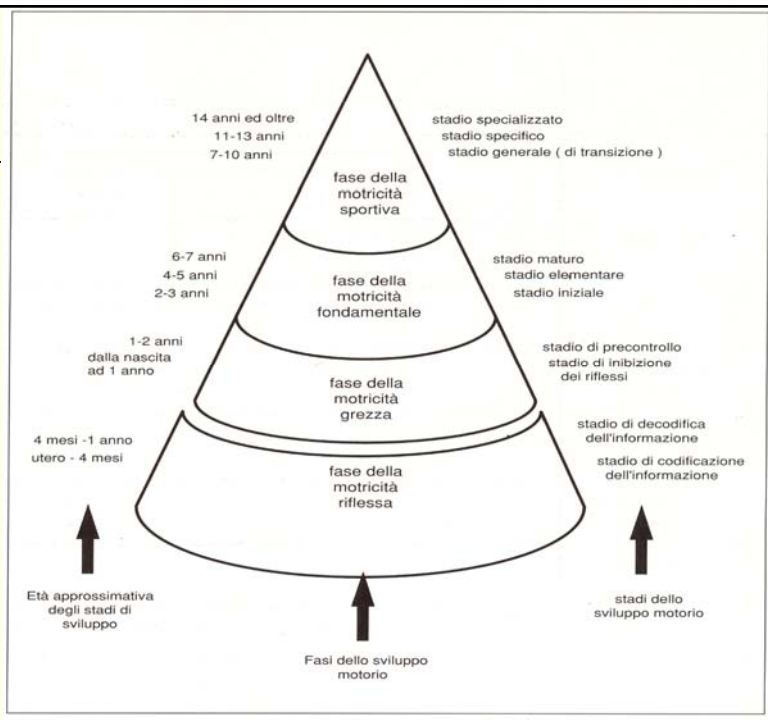 14 anni ed oltre
11-13 anni
7-10 anni
stadio specializzato
stadio specifico
stadio generale ( di transizione )
fase della
motricità
sportiva
6-7 anni
4-5 anni
2-3 anni
fase della
motricità
fondamentale
stadio maturo
stadio elementare
stadio iniziale
1-2 anni
dalla nascita
ad 1 anno
fase della
motricità
grezza
stadio di precontrollo
stadio di inibizione
dei riflessi
4 mesi -1 anno
utero - 4 mesi
fase della
motricità
riflessa
stadio di decodifica
dell'informazione
stadio di codificazione
dell'informazione
Età approssimativa
degli stadi di
sviluppo
Fasi dello sviluppo
motorio
stadi dello
sviluppo motorio